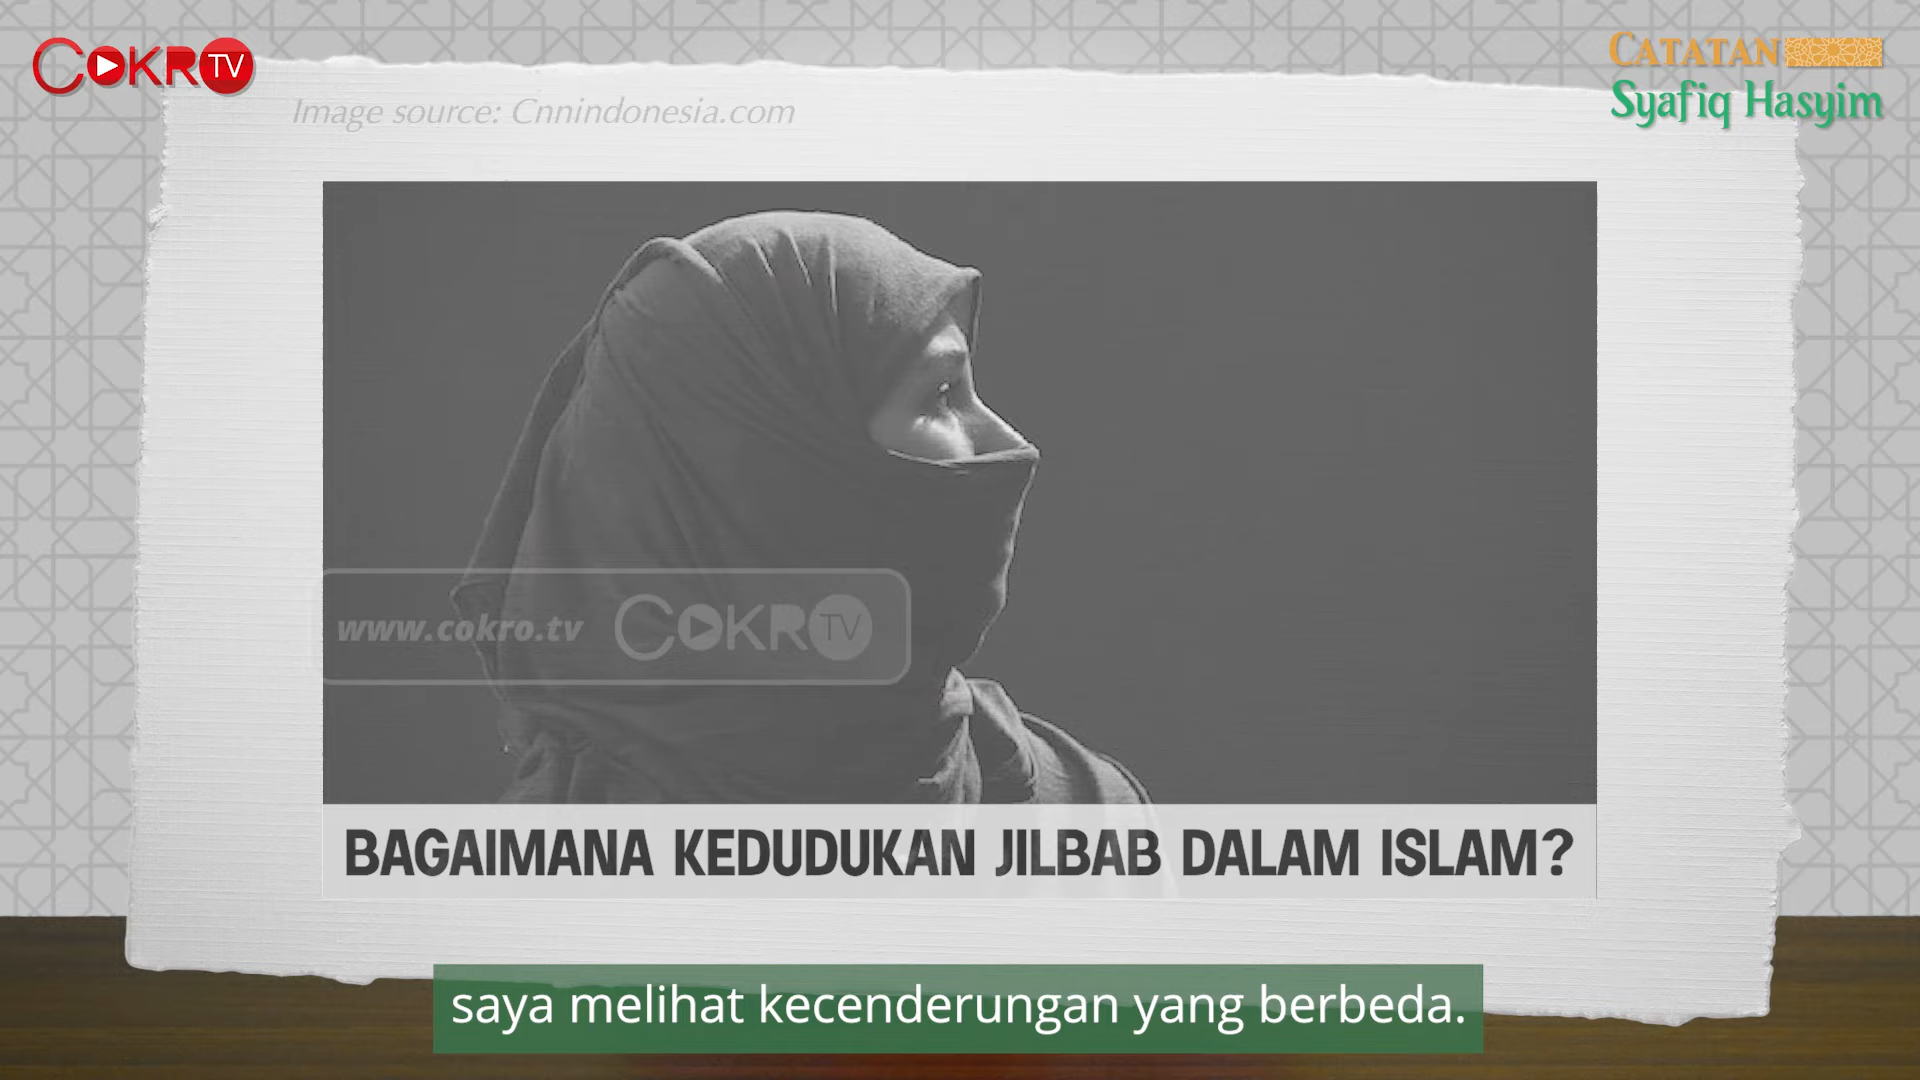 COKRO TV
CATATAN
Syafiq Hasyim
Image source: Cnnindonesia.com
www.cokro.tv COKRO TV
BAGAIMANA KEDUDUKAN JILBAB DALAM ISLAM?
saya melihat kecenderungan yang berbeda.